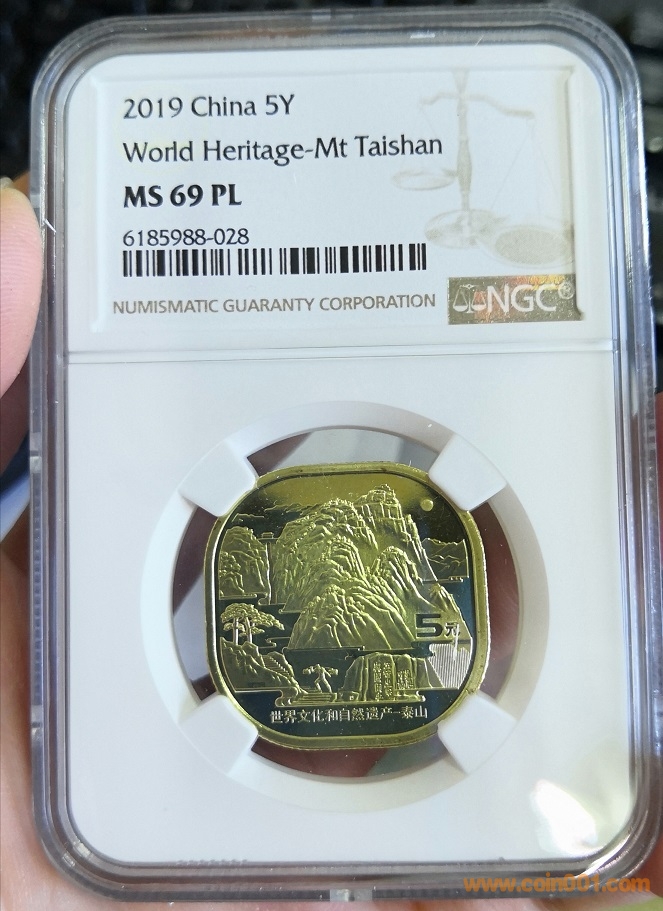 2019 China 5Y
World Heritage-Mt Taishan
MS 69 PL
6185988-028
NUMISMATIC GUARANTY CORPORATION
NGC®
5元
世界文化和自然遗产-泰山
www.coin001.com